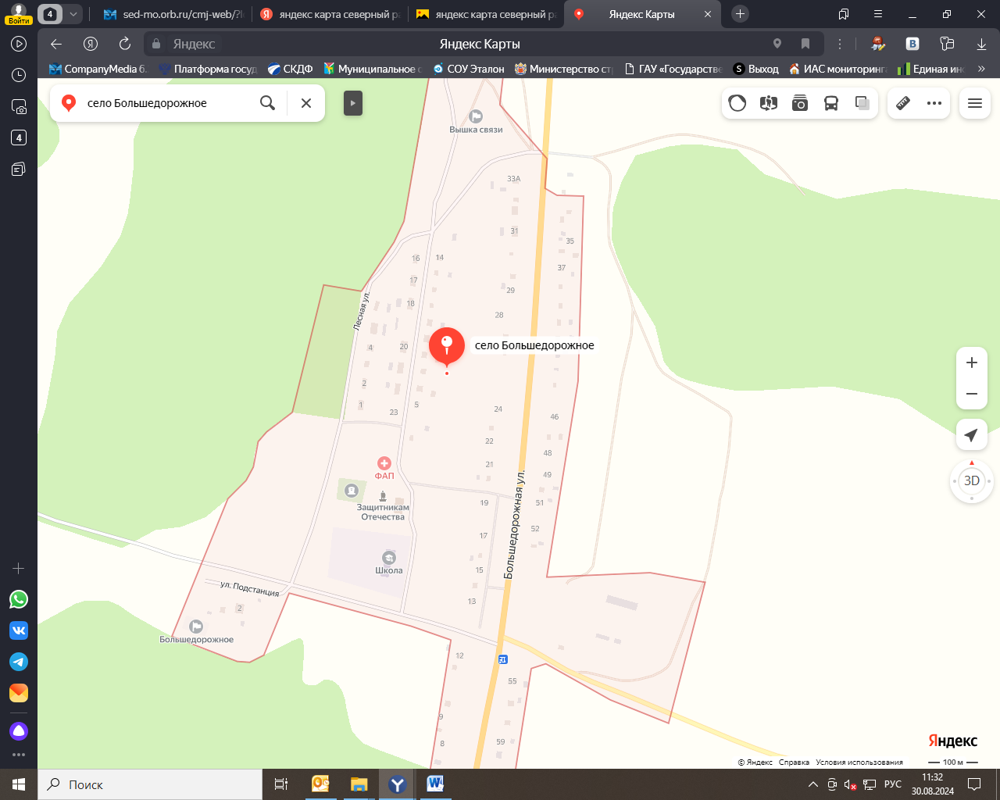 Войти
4
sed-mo.orb.ru/cmj-web/?l
яндекс карта северный ра
яндекс карта северный ра
Яндекс Карты
Яндекс
Яндекс Карты
CompanyMedia б...
Платформа госуд
СКДФ
Муниципальное с
СОУ Эталон
Министерство стр
ГАУ «Государстве
Выход
ИАС мониторинга
Единая инс
4
село Большедорожное
Вышка связи
33А
31
35
37
16
14
17
29
18
28
Лесная ул.
4
20
село Большедорожное
2
1
23
5
24
46
22
48
21
49
ФАП
Защитникам
Отечества
19
51
17
52
Большедорожная ул.
Школа
15
ул. Подстанция
2
13
Большедорожное
12
55
9
8
59
3D
Яндекс
© Яндекс Справка Условия использования
100 м
Поиск
РУС
11:32
30.08.2024